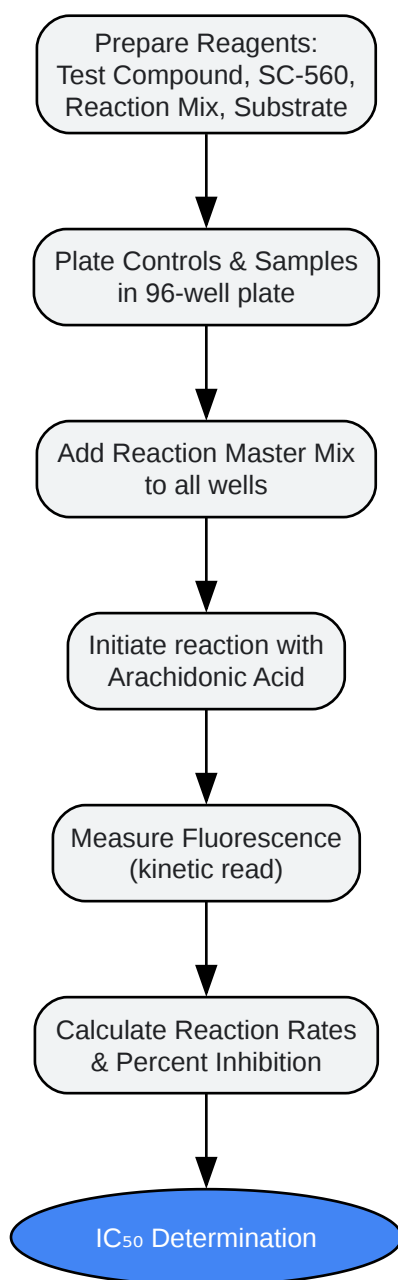 Prepare Reagents:
Test Compound, SC-560,
Reaction Mix, Substrate
Plate Controls & Samples
in 96-well plate
Add Reaction Master Mix
to all wells
Initiate reaction with
Arachidonic Acid
Measure Fluorescence
(kinetic read)
Calculate Reaction Rates
& Percent Inhibition
IC₅₀ Determination